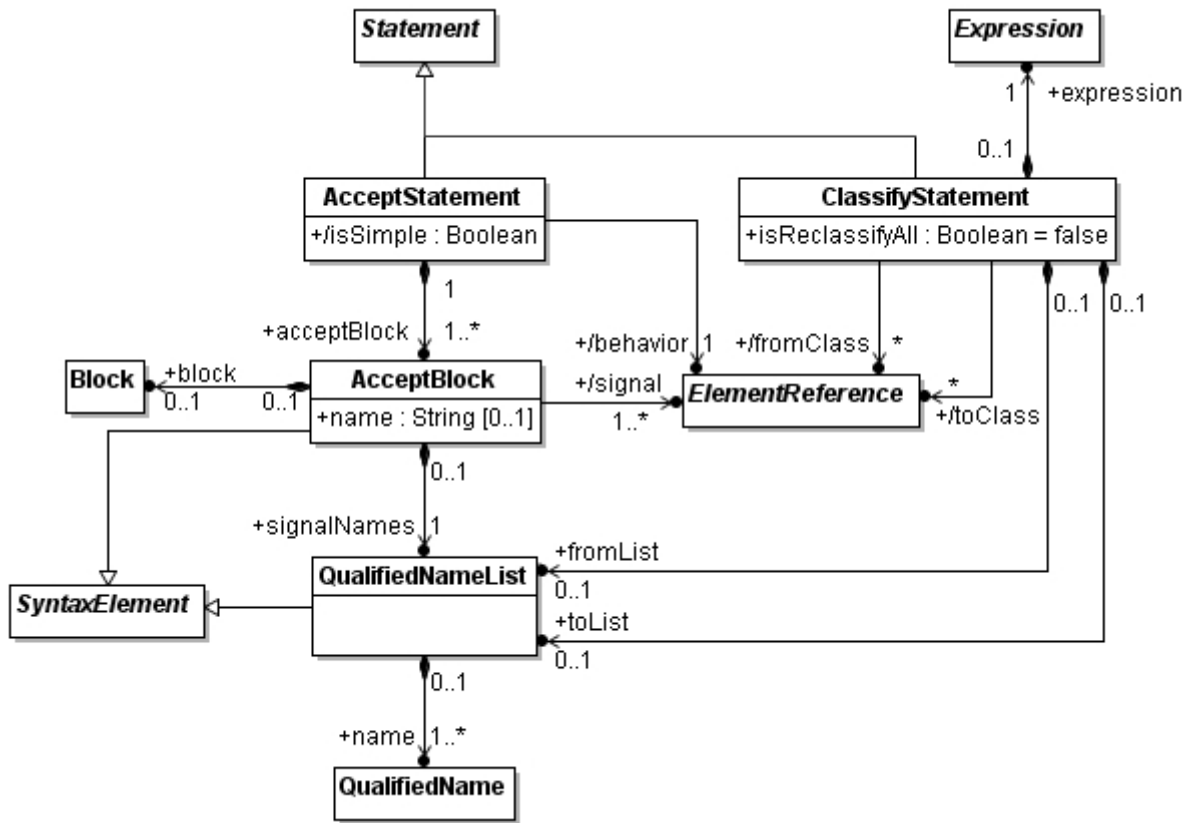 Statement
Expression
1
+expression
0..1
AcceptStatement
+/isSimple : Boolean
ClassifyStatement
+isReclassifyAll : Boolean = false
1
0..1
0..1
+acceptBlock
1..*
+/behavior
1
+/fromClass
*
Block
+block
0..1
0..1
AcceptBlock
+name : String [0..1]
+/signal
1..*
ElementReference
*
+/toClass
0..1
+signalNames
1
+fromList
0..1
QualifiedNameList
SyntaxElement
+toList
0..1
0..1
+name
1..*
QualifiedName